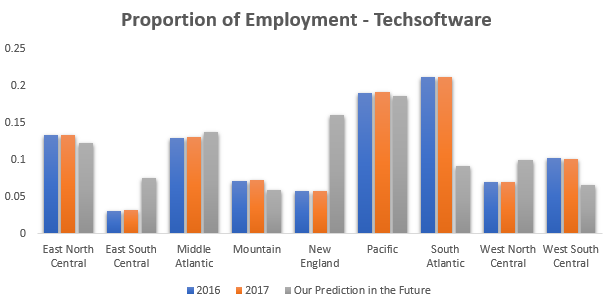 Proportion of Employment - Techsoftware
0.25
0.2
0.15
0.1
0.05
0
East North
Central
East South
Central
Middle
Atlantic
Mountain
New
England
Pacific
South
Atlantic
West North
Central
West South
Central
2016
2017
Our Prediction in the Future